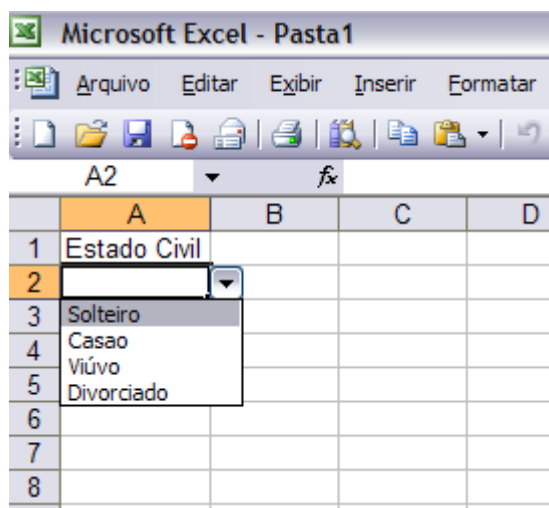 Microsoft Excel - Pasta1
Arquivo Editar Exibir Inserir Formatar
A2 fx
A B C D
1 Estado Civil
2
3 Solteiro
4 Casao
Viúvo
5 Divorciado
6
7
8